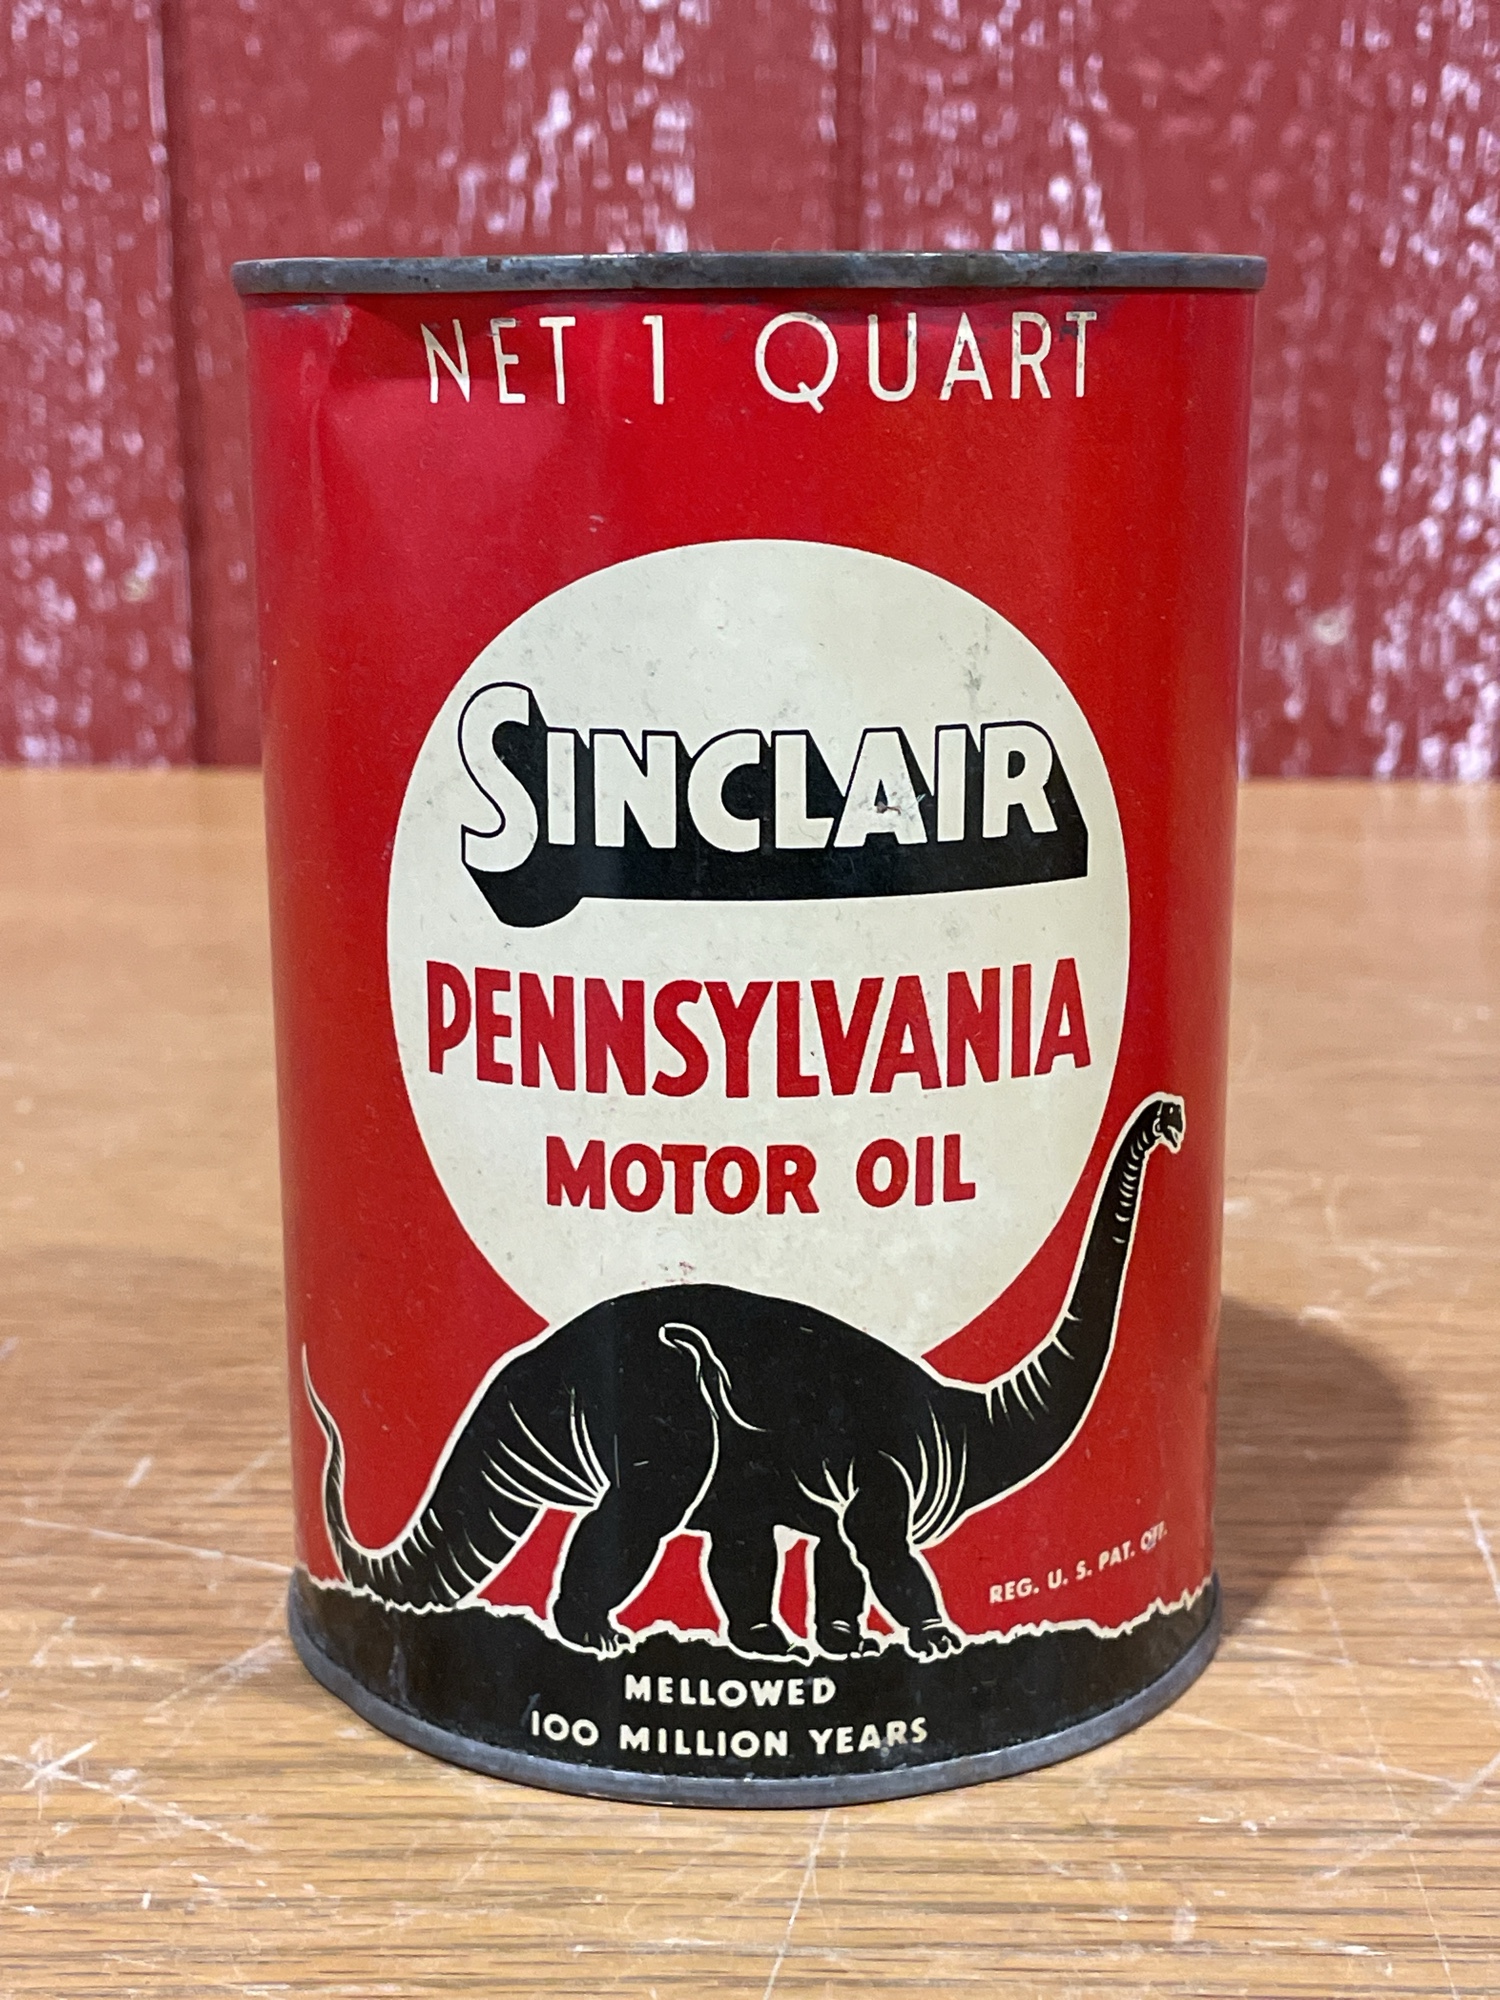 NET 1 QUART
SINCLAIR
PENNSYLVANIA
MOTOR OIL
REG. U. S. PAT. OFF.
MELLOWED
100 MILLION YEARS